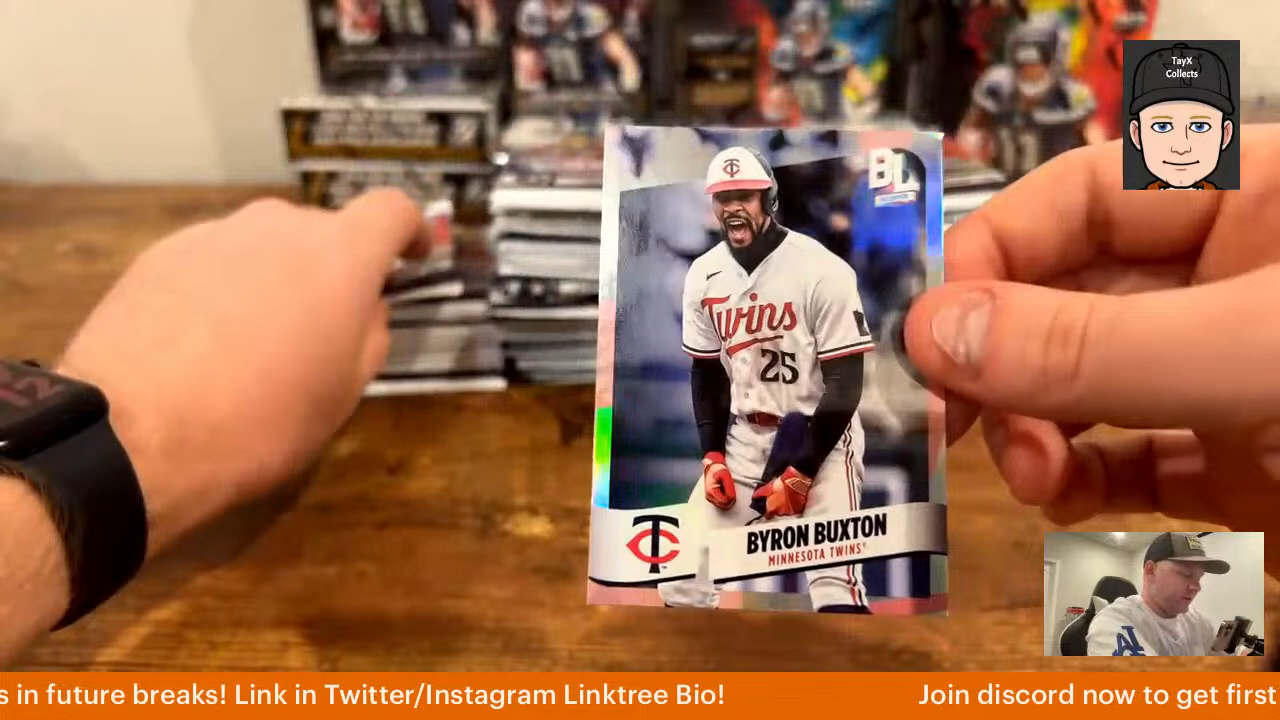 TayX
Collects
BL
Twins
25
BYRON BUXTON
MINNESOTA TWINS
s in future breaks! Link in Twitter/Instagram Linktree Bio!
Join discord now to get first